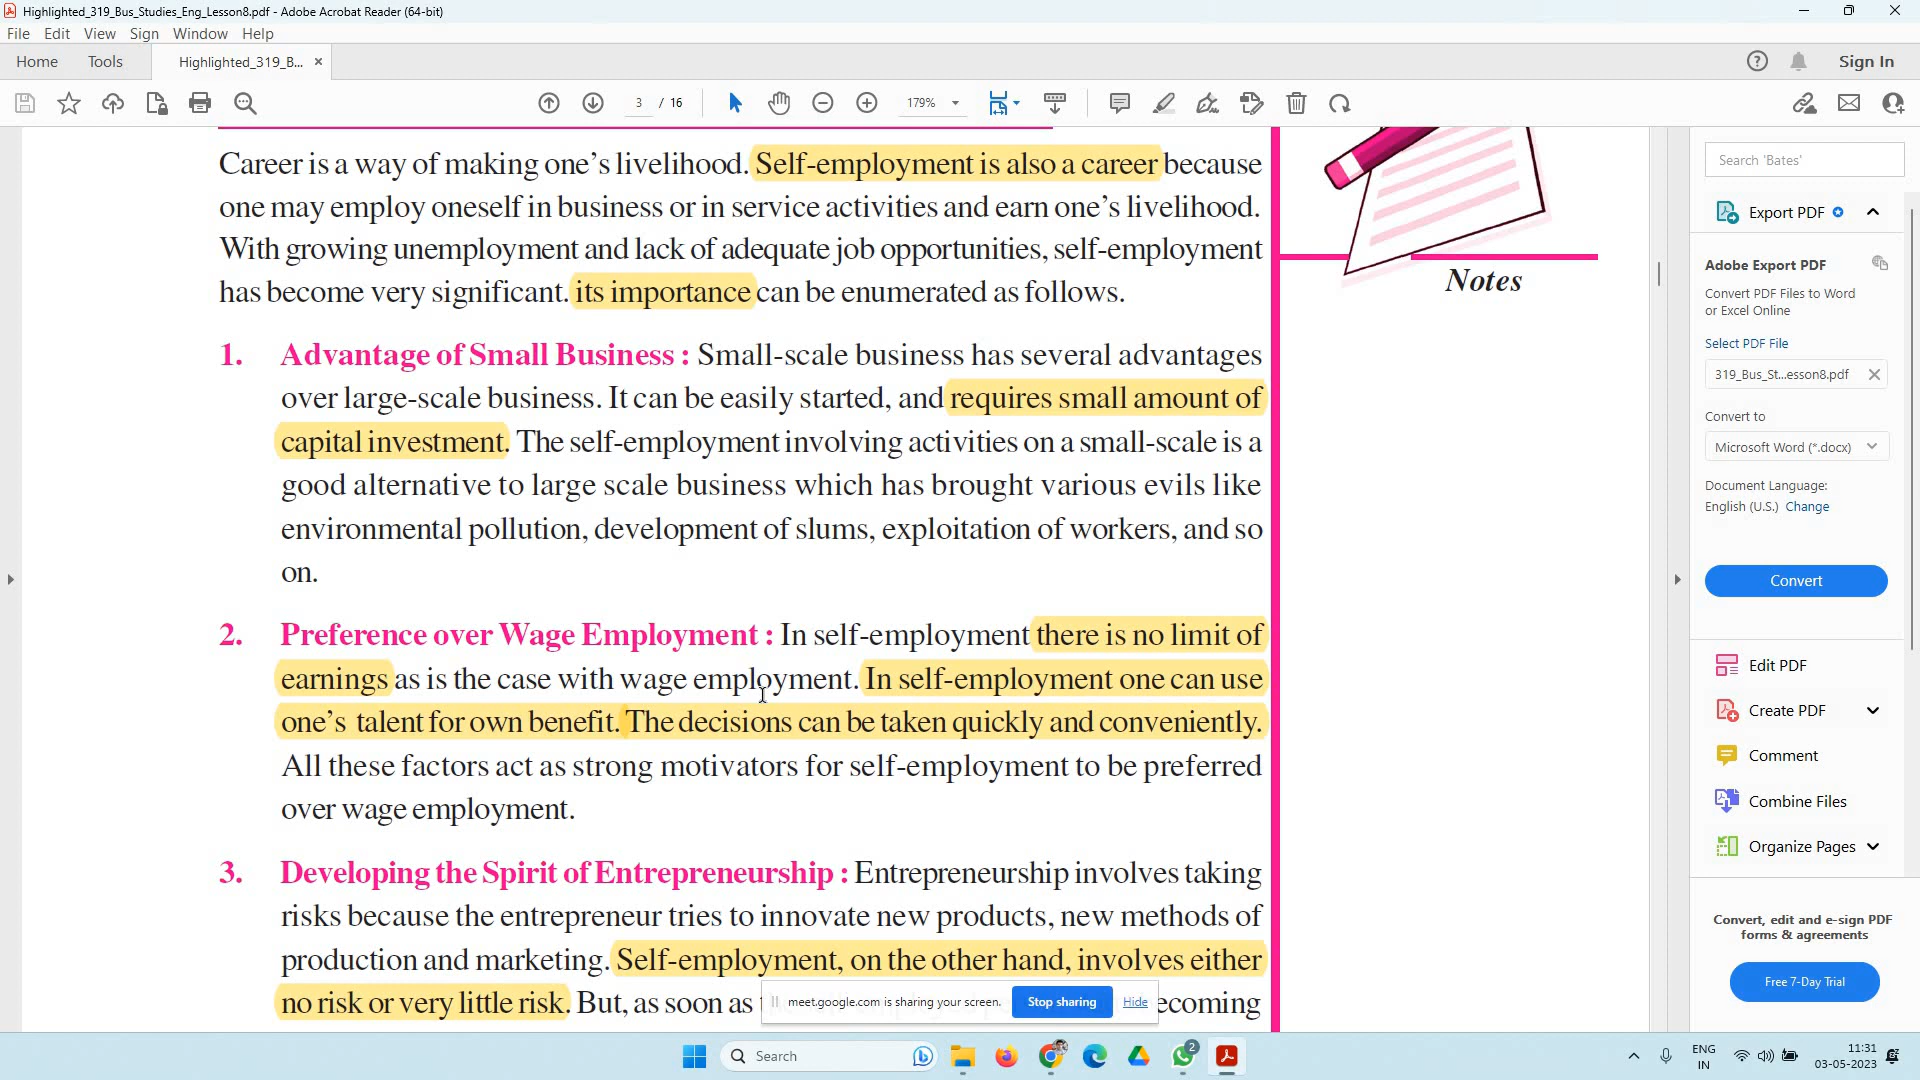 Highlighted_319_Bus_Studies_Eng_Lesson8.pdf - Adobe Acrobat Reader (64-bit)
File Edit View Sign Window Help
Home Tools Highlighted_319_B... × Sign In
3 / 16 179%
Career is a way of making one's livelihood. Self-employment is also a career because
one may employ oneself in business or in service activities and earn one's livelihood.
With growing unemployment and lack of adequate job opportunities, self-employment
has become very significant. its importance can be enumerated as follows.
1. Advantage of Small Business : Small-scale business has several advantages
over large-scale business. It can be easily started, and requires small amount of
capital investment. The self-employment involving activities on a small-scale is a
good alternative to large scale business which has brought various evils like
environmental pollution, development of slums, exploitation of workers, and so
on.
2. Preference over Wage Employment : In self-employment there is no limit of
earnings as is the case with wage employment. In self-employment one can use
one's talent for own benefit. The decisions can be taken quickly and conveniently.
All these factors act as strong motivators for self-employment to be preferred
over wage employment.
3. Developing the Spirit of Entrepreneurship : Entrepreneurship involves taking
risks because the entrepreneur tries to innovate new products, new methods of
production and marketing. Self-employment, on the other hand, involves either
no risk or very little risk. But, as soon as
ecoming
Notes
meet.google.com is sharing your screen. Stop sharing Hide
Search 'Bates'
Export PDF
Adobe Export PDF
Convert PDF Files to Word
or Excel Online
Select PDF File
319_Bus_St...esson8.pdf
Convert to
Microsoft Word (*.docx)
Document Language:
English (U.S.) Change
Convert
Edit PDF
Create PDF
Comment
Combine Files
Organize Pages
Convert, edit and e-sign PDF
forms & agreements
Free 7-Day Trial
Search
2
ENG
IN
11:31
03-05-2023